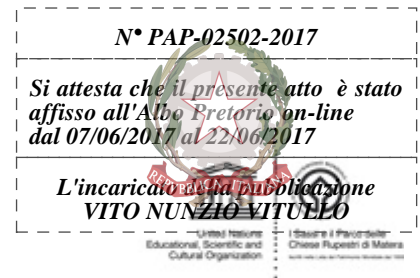 N° PAP-02502-2017
Si attesta che il presente atto è stato
affisso all'Albo Pretorio on-line
dal 07/06/2017 al 22/06/2017
L'incaricato della pubblicazione
VITO NUNZIO VITULLO
REPVBBLICA ITALIANA
United Nations
Educational, Scientific and
Cultural Organization
I Sassi e il Parco delle
Chiese Rupestri di Matera